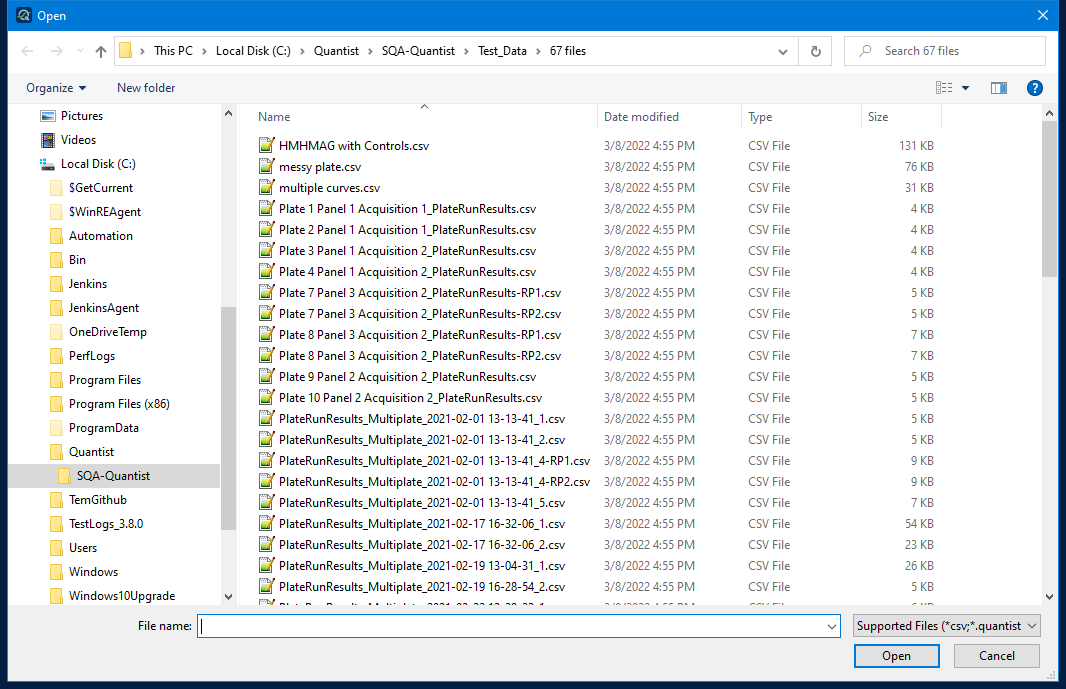 Open
This PC > Local Disk (C:) > Quantist > SQA-Quantist > Test_Data > 67 files
Search 67 files
Organize
New folder
Pictures
Videos
Local Disk (C:)
$GetCurrent
$WinREAgent
Automation
Bin
Jenkins
JenkinsAgent
OneDriveTemp
PerfLogs
Program Files
Program Files (x86)
ProgramData
Quantist
SQA-Quantist
TemGithub
TestLogs_3.8.0
Users
Windows
Windows10Upgrade
Name Date modified Type Size
HMHMAG with Controls.csv 3/8/2022 4:55 PM CSV File 131 KB
messy plate.csv 3/8/2022 4:55 PM CSV File 76 KB
multiple curves.csv 3/8/2022 4:55 PM CSV File 31 KB
Plate 1 Panel 1 Acquisition 1_PlateRunResults.csv 3/8/2022 4:55 PM CSV File 4 KB
Plate 2 Panel 1 Acquisition 1_PlateRunResults.csv 3/8/2022 4:55 PM CSV File 4 KB
Plate 3 Panel 1 Acquisition 2_PlateRunResults.csv 3/8/2022 4:55 PM CSV File 4 KB
Plate 4 Panel 1 Acquisition 2_PlateRunResults.csv 3/8/2022 4:55 PM CSV File 4 KB
Plate 7 Panel 3 Acquisition 2_PlateRunResults-RP1.csv 3/8/2022 4:55 PM CSV File 5 KB
Plate 7 Panel 3 Acquisition 2_PlateRunResults-RP2.csv 3/8/2022 4:55 PM CSV File 5 KB
Plate 8 Panel 3 Acquisition 2_PlateRunResults-RP1.csv 3/8/2022 4:55 PM CSV File 7 KB
Plate 8 Panel 3 Acquisition 2_PlateRunResults-RP2.csv 3/8/2022 4:55 PM CSV File 7 KB
Plate 9 Panel 2 Acquisition 2_PlateRunResults.csv 3/8/2022 4:55 PM CSV File 5 KB
Plate 10 Panel 2 Acquisition 2_PlateRunResults.csv 3/8/2022 4:55 PM CSV File 5 KB
PlateRunResults_Multiplate_2021-02-01 13-13-41_1.csv 3/8/2022 4:55 PM CSV File 5 KB
PlateRunResults_Multiplate_2021-02-01 13-13-41_2.csv 3/8/2022 4:55 PM CSV File 5 KB
PlateRunResults_Multiplate_2021-02-01 13-13-41_4-RP1.csv 3/8/2022 4:55 PM CSV File 9 KB
PlateRunResults_Multiplate_2021-02-01 13-13-41_4-RP2.csv 3/8/2022 4:55 PM CSV File 9 KB
PlateRunResults_Multiplate_2021-02-01 13-13-41_5.csv 3/8/2022 4:55 PM CSV File 7 KB
PlateRunResults_Multiplate_2021-02-17 16-32-06_1.csv 3/8/2022 4:55 PM CSV File 54 KB
PlateRunResults_Multiplate_2021-02-17 16-32-06_2.csv 3/8/2022 4:55 PM CSV File 23 KB
PlateRunResults_Multiplate_2021-02-19 13-04-31_1.csv 3/8/2022 4:55 PM CSV File 26 KB
PlateRunResults_Multiplate_2021-02-19 16-28-54_2.csv 3/8/2022 4:55 PM CSV File 5 KB
File name:
Supported Files (*csv;*.quantist
Open
Cancel